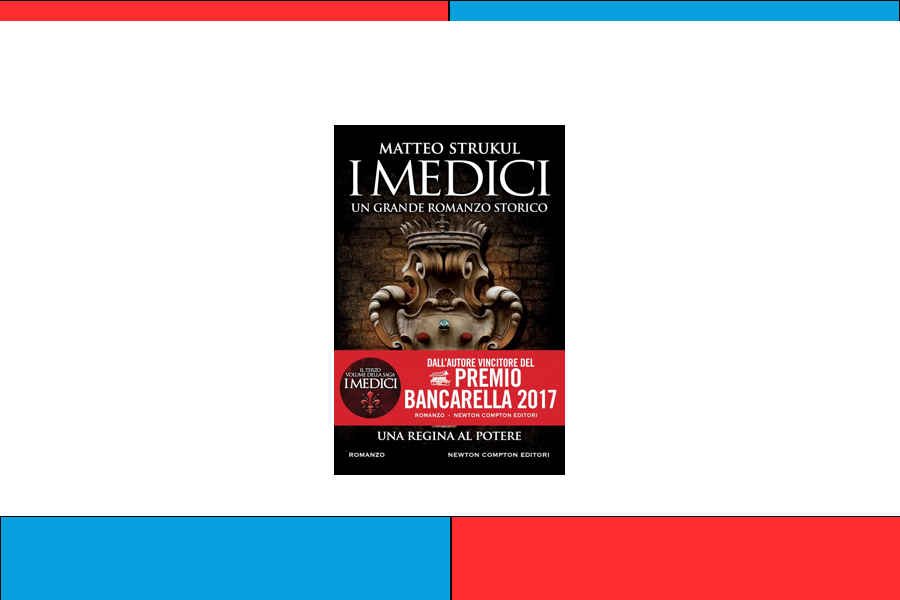 MATTEO STRUKUL
I MEDICI
UN GRANDE ROMANZO STORICO
IL TERZO
VOLUME DELLA SAGA
I MEDICI
DALL'AUTORE VINCITORE DEL
PREMIO
BANCARELLA 2017
ROMANZO - NEWTON COMPTON EDITORI
UNA REGINA AL POTERE
ROMANZO
NEWTON COMPTON EDITORI